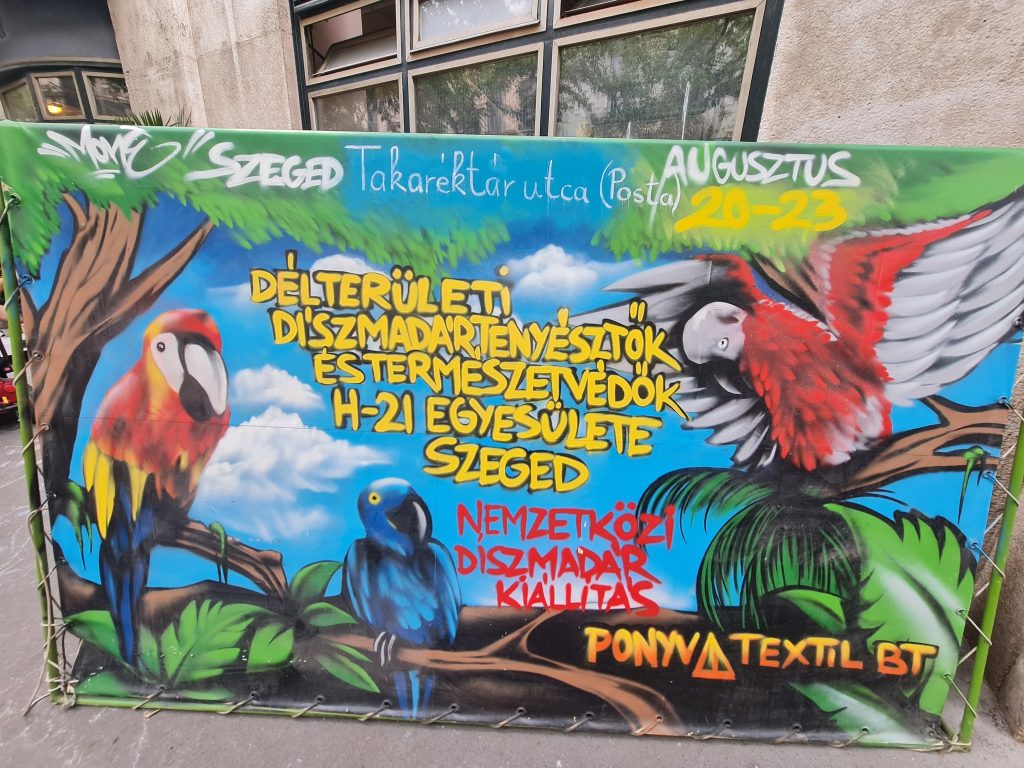 "MOVE" SZEGED Takaréktár utca (Posta) AUGUSZTUS
20-23
DÉLTERÜLETI
DÍSZMADÁRTENYÉSZTŐK
ÉS TERMÉSZETVÉDŐK
H-21 EGYESÜLETE
SZEGED
NEMZETKÖZI
DÍSZMADÁR
KIÁLLÍTÁS
PONYVA TEXTIL BT